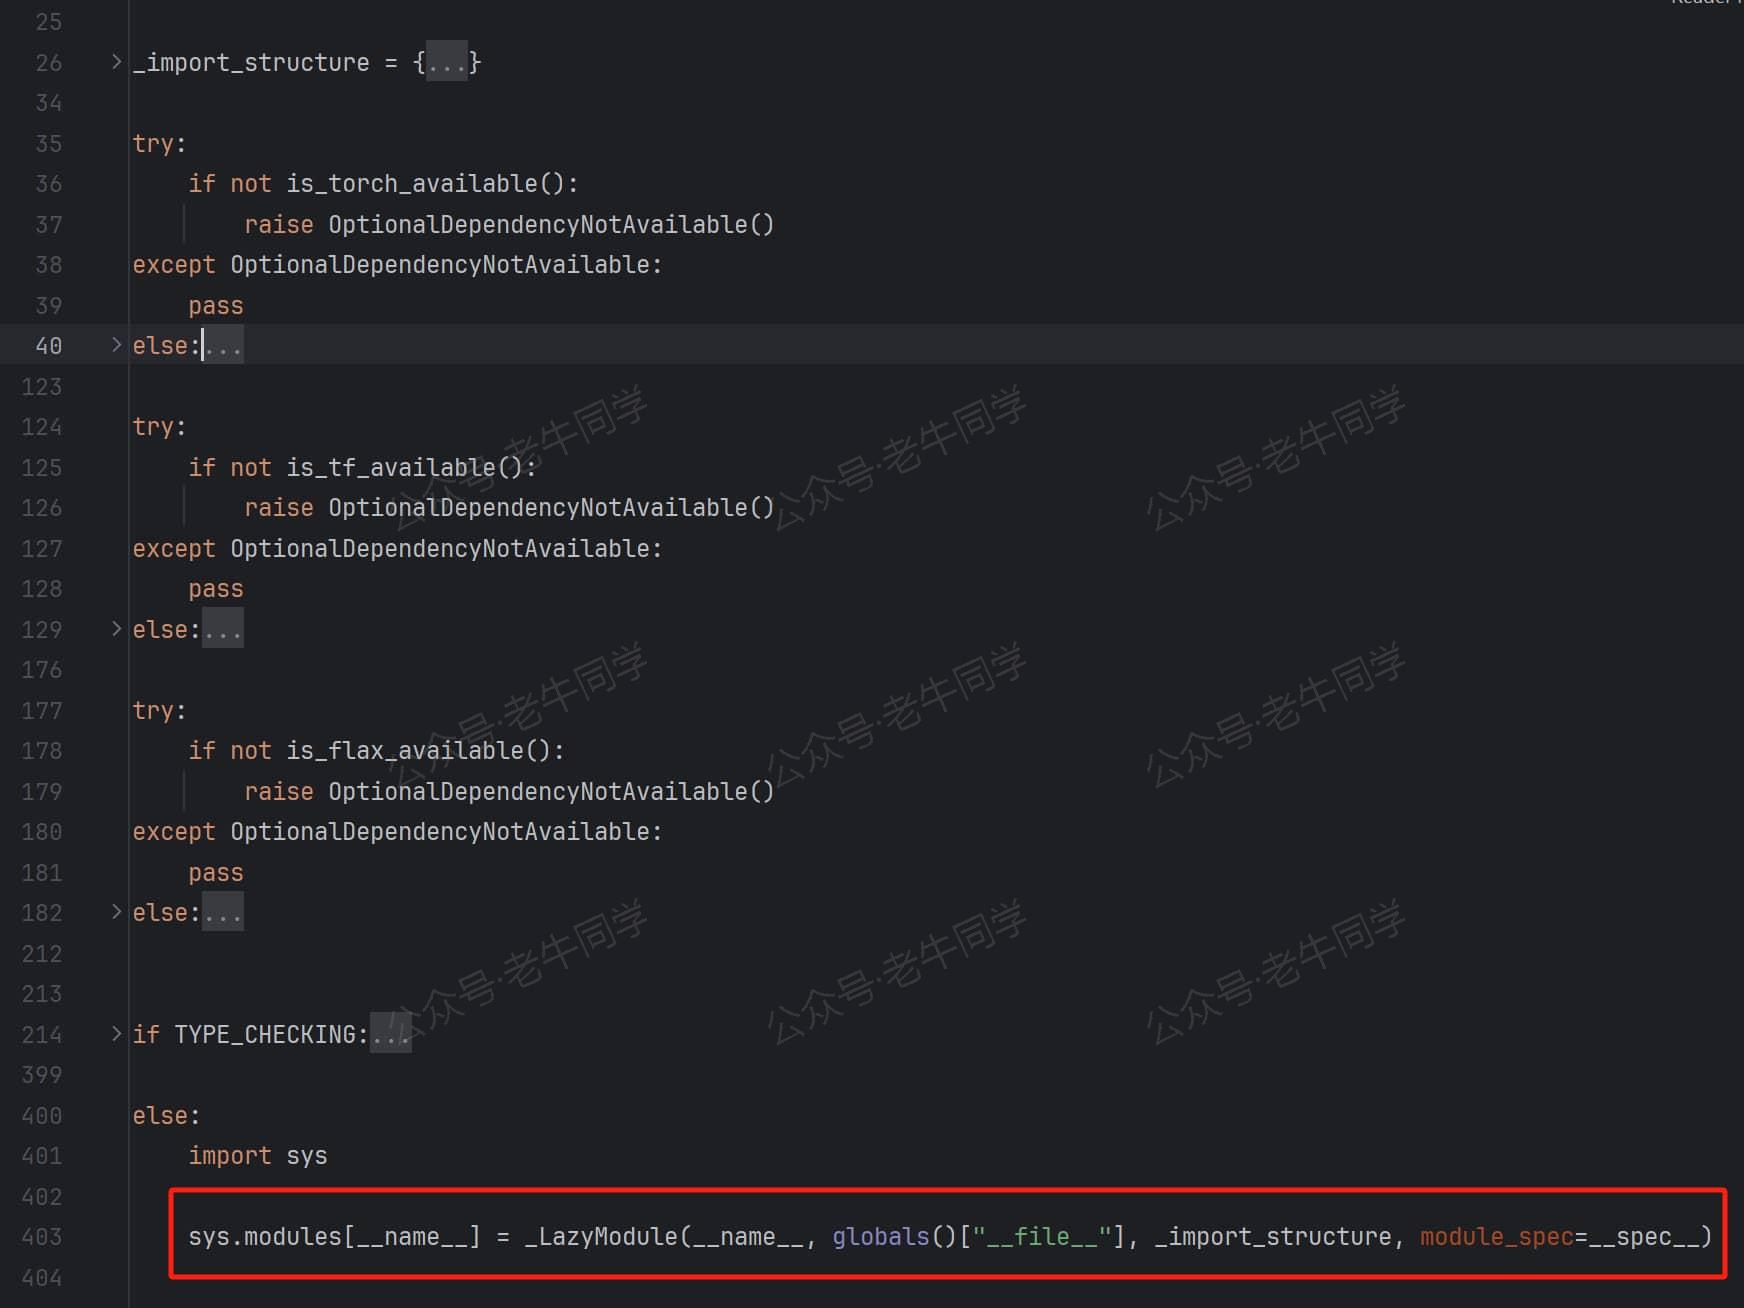 25
26 _import_structure = {...}
34
35 try:
36     if not is_torch_available():
37         raise OptionalDependencyNotAvailable()
38 except OptionalDependencyNotAvailable:
39     pass
40 else:...
123
124 try:
125     if not is_tf_available():
126         raise OptionalDependencyNotAvailable()
127 except OptionalDependencyNotAvailable:
128     pass
129 else:...
176
177 try:
178     if not is_flax_available():
179         raise OptionalDependencyNotAvailable()
180 except OptionalDependencyNotAvailable:
181     pass
182 else:...
212
213
214 if TYPE_CHECKING:...
399
400 else:
401     import sys
402
403     sys.modules[__name__] = _LazyModule(__name__, globals()["__file__"], _import_structure, module_spec=__spec__)
404
公众号·老牛同学
公众号·老牛同学
公众号·老牛同学
公众号·老牛同学
公众号·老牛同学
公众号·老牛同学
公众号·老牛同学
公众号·老牛同学
公众号·老牛同学